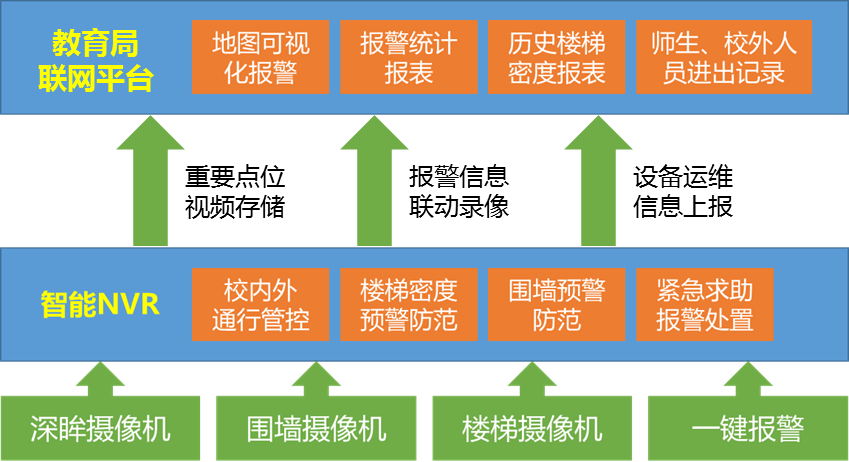 教育局
联网平台
地图可视
化报警
报警统计
报表
历史楼梯
密度报表
师生、校外人
员进出记录
重要点位
视频存储
报警信息
联动录像
设备运维
信息上报
智能NVR
校内外
通行管控
楼梯密度
预警防范
围墙预警
防范
紧急求助
报警处置
深眸摄像机
围墙摄像机
楼梯摄像机
一键报警